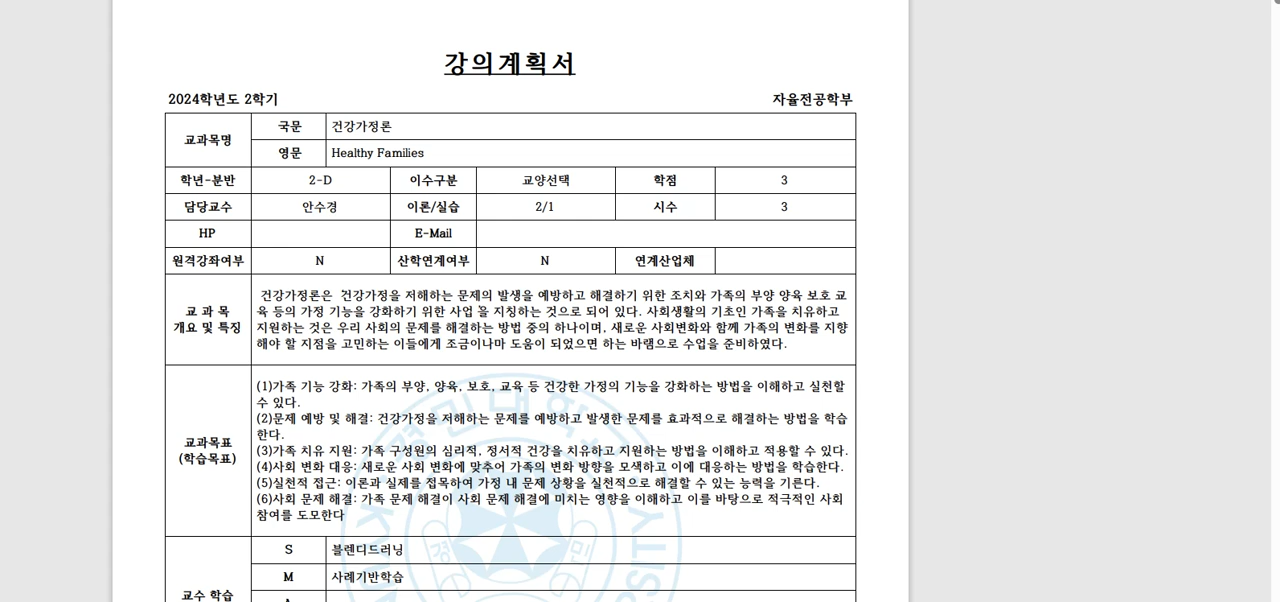 강의계획서
2024학년도 2학기 자율전공학부
교과목명 국문 건강가정론
영문 Healthy Families
학년-분반 2-D 이수구분 교양선택 학점 3
담당교수 안수경 이론/실습 2/1 시수 3
HP E-Mail
원격강좌여부 N 산학연계여부 N 연계산업체
교 과 목
개요 및 특징
건강가정론은 건강가정을 저해하는 문제의 발생을 예방하고 해결하기 위한 조치와 가족의 부양 양육 보호 교
육 등의 가정 기능을 강화하기 위한 사업 을 지칭하는 것으로 되어 있다. 사회생활의 기초인 가족을 치유하고
지원하는 것은 우리 사회의 문제를 해결하는 방법 중의 하나이며, 새로운 사회변화와 함께 가족의 변화를 지향
해야 할 지점을 고민하는 이들에게 조금이나마 도움이 되었으면 하는 바램으로 수업을 준비하였다.
교과목표
(학습목표)
(1)가족 기능 강화: 가족의 부양, 양육, 보호, 교육 등 건강한 가정의 기능을 강화하는 방법을 이해하고 실천할
수 있다.
(2)문제 예방 및 해결: 건강가정을 저해하는 문제를 예방하고 발생한 문제를 효과적으로 해결하는 방법을 학습
한다.
(3)가족 치유 지원: 가족 구성원의 심리적, 정서적 건강을 치유하고 지원하는 방법을 이해하고 적용할 수 있다.
(4)사회 변화 대응: 새로운 사회 변화에 맞추어 가족의 변화 방향을 모색하고 이에 대응하는 방법을 학습한다.
(5)실천적 접근: 이론과 실제를 접목하여 가정 내 문제 상황을 실천적으로 해결할 수 있는 능력을 기른다.
(6)사회 문제 해결: 가족 문제 해결이 사회 문제 해결에 미치는 영향을 이해하고 이를 바탕으로 적극적인 사회
참여를 도모한다
교수 학습
S 블렌디드러닝
M 사례기반학습
경민대학
경 민